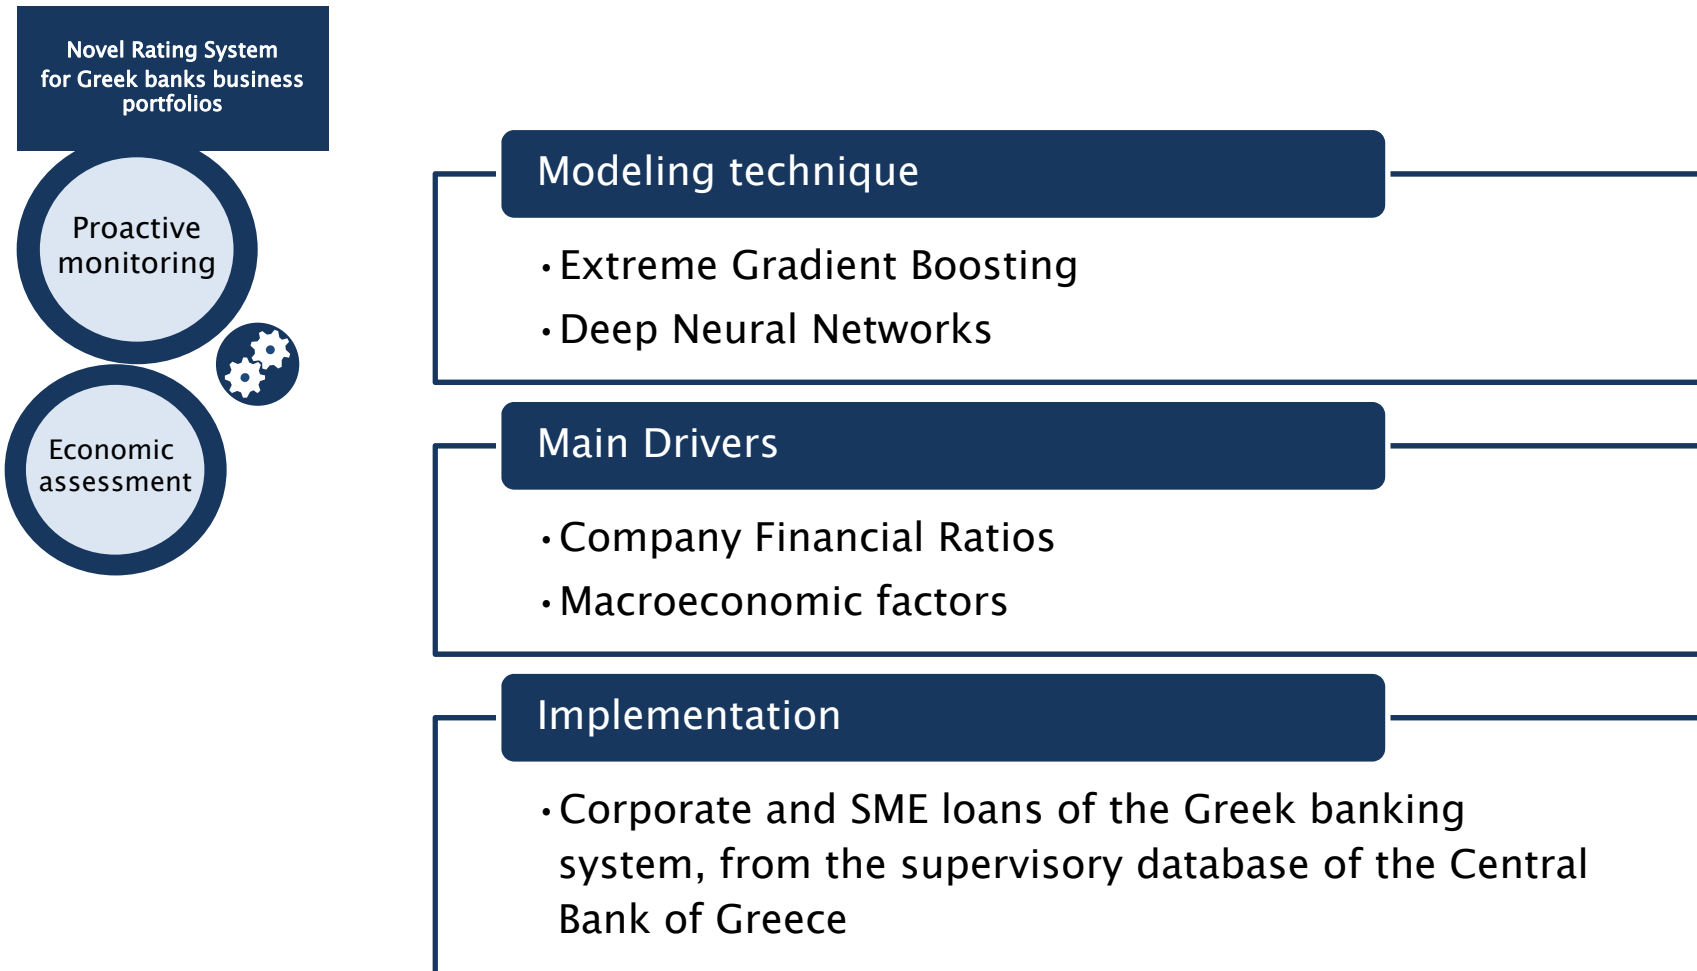 Novel Rating System
for Greek banks business
portfolios
Proactive
monitoring
Economic
assessment
Modeling technique
•Extreme Gradient Boosting
•Deep Neural Networks
Main Drivers
•Company Financial Ratios
•Macroeconomic factors
Implementation
•Corporate and SME loans of the Greek banking
system, from the supervisory database of the Central
Bank of Greece